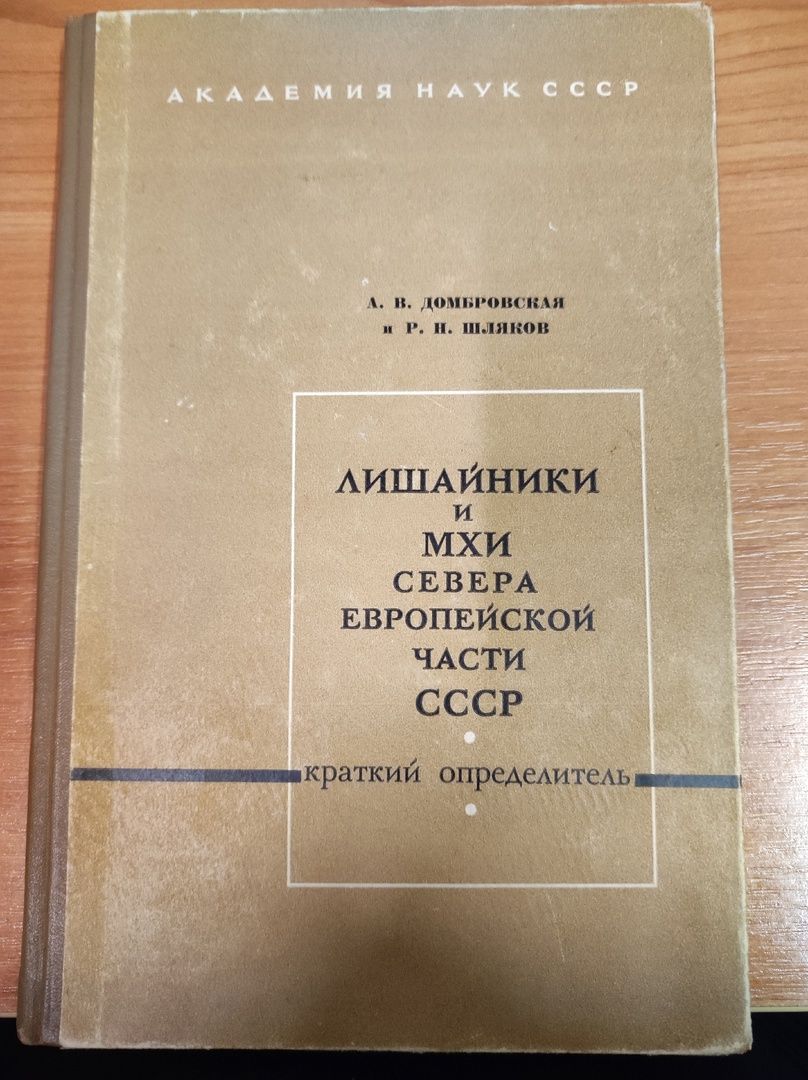 АКАДЕМИЯ НАУК СССР
А. В. ДОМБРОВСКАЯ
и Р. Н. ШЛЯКОВ
ЛИШАЙНИКИ
И
МХИ
СЕВЕРА
ЕВРОПЕЙСКОЙ
ЧАСТИ
СССР
краткий определитель